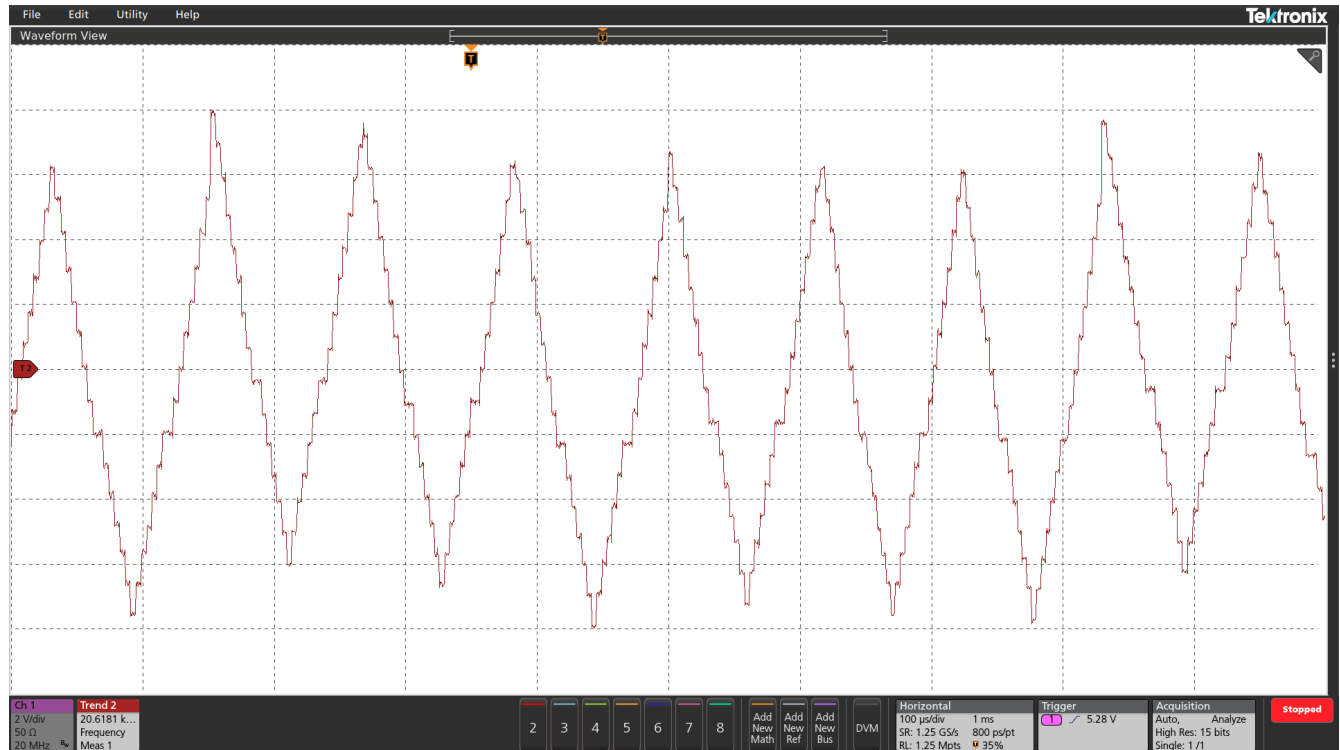 File Edit Utility Help
Tektronix
Waveform View
T
T
T 2
Ch 1
2 V/div
50 Ω
20 MHz Bw
Trend 2
20.6181 k...
Frequency
Meas 1
2 3 4 5 6 7 8
Add New Math
Add New Ref
Add New Bus
DVM
Horizontal
100 µs/div 1 ms
SR: 1.25 GS/s 800 ps/pt
RL: 1.25 Mpts T 35%
Trigger
1 5.28 V
Acquisition
Auto, Analyze
High Res: 15 bits
Single: 1 /1
Stopped